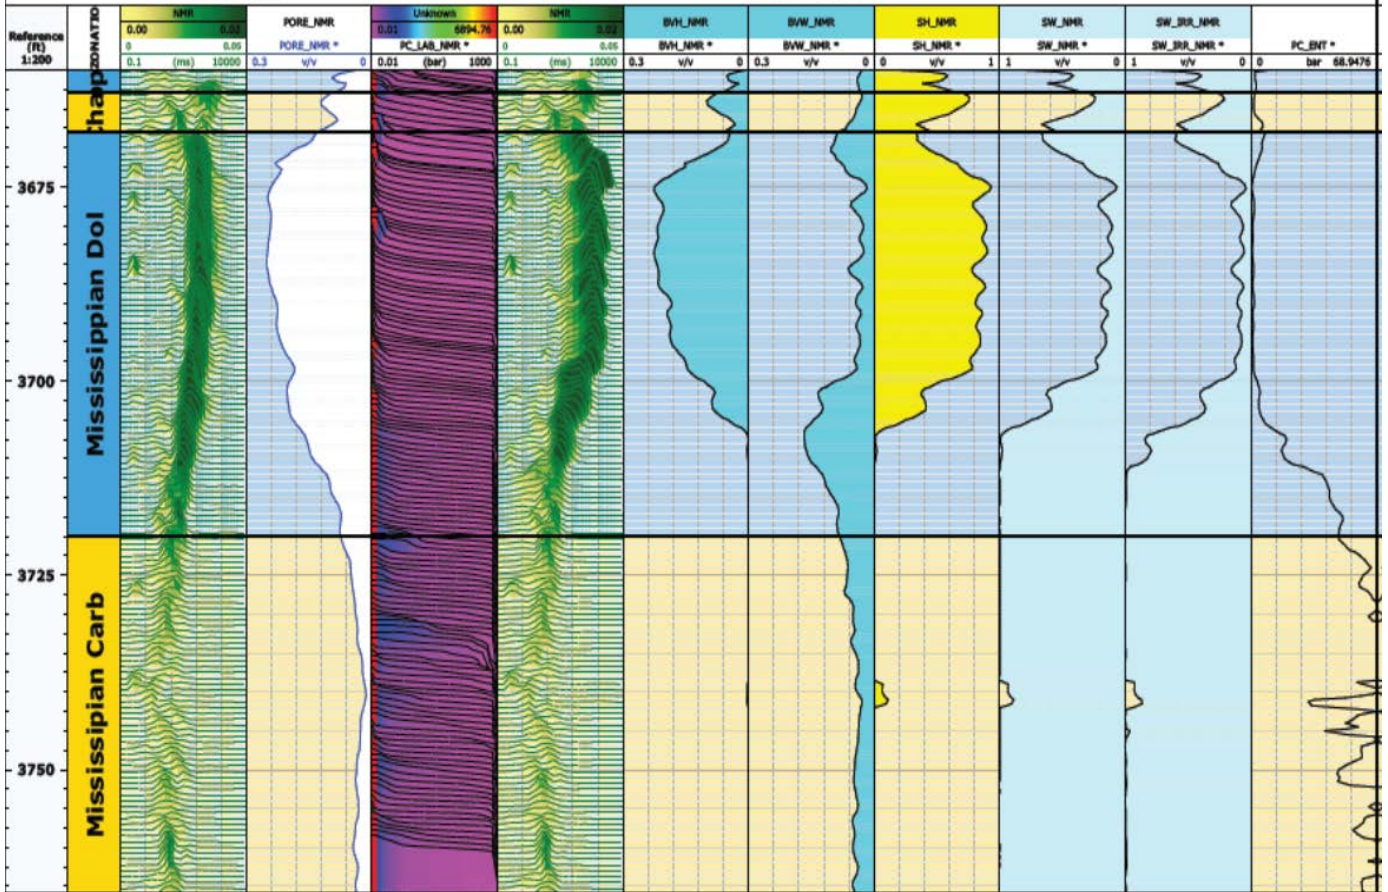 NMR
0.00 0.02
0 0.05
0.1 (ms) 10000
PORE_NMR
PORE_NMR *
0.3 v/v 0
Unknown
0.01 6894.76
PC_LAB_NMR *
0.01 (bar) 1000
NMR
0.00 0.02
0 0.05
0.1 (ms) 10000
BVH_NMR
BVH_NMR *
0.3 v/v 0
BVW_NMR
BVW_NMR *
0.3 v/v 0
SH_NMR
SH_NMR *
0 v/v 1
SW_NMR
SW_NMR *
1 v/v 0
SW_IRR_NMR
SW_IRR_NMR *
1 v/v 0
PC_ENT *
0 bar 68.9476
Reference
(ft)
1:200
ZONATIO
Chap
Mississippian Dol
Missisipian Carb
3675
3700
3725
3750